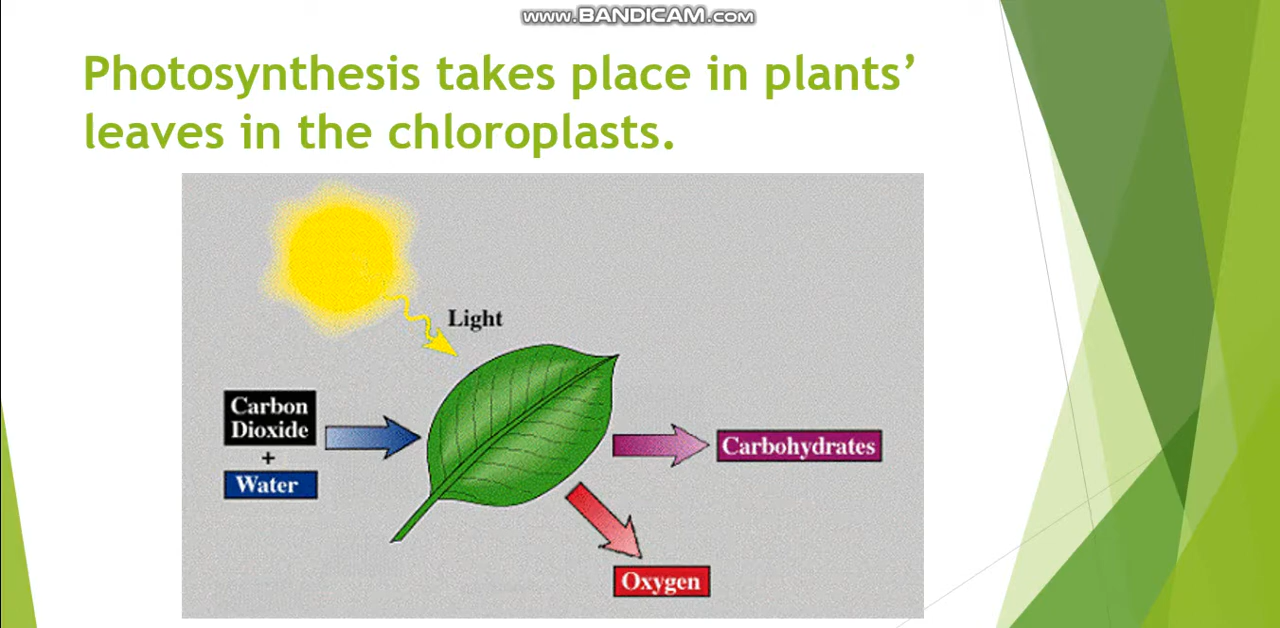 www.BANDICAM.com
Photosynthesis takes place in plants’
leaves in the chloroplasts.
Light
Carbon
Dioxide
+
Water
Carbohydrates
Oxygen